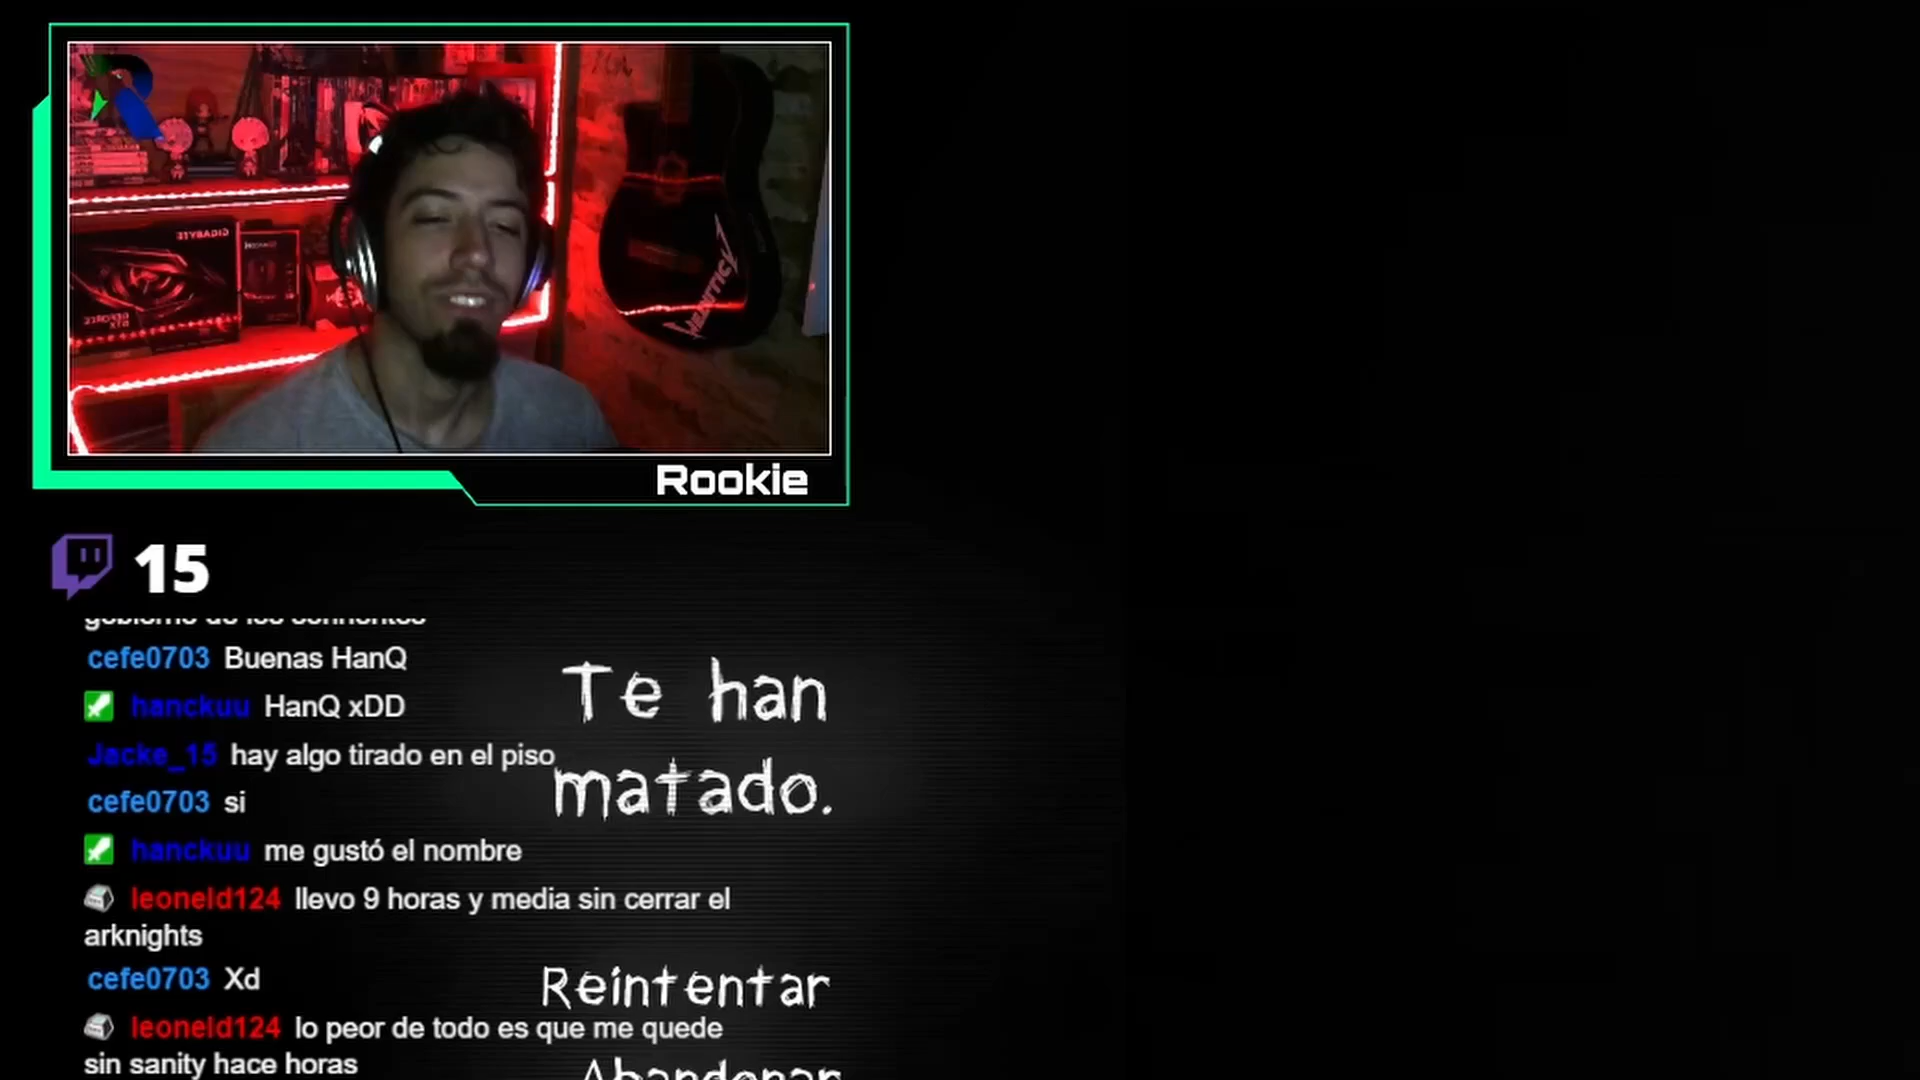 Rookie
15
cefe0703 Buenas HanQ
hanckuu HanQ xDD
Jacke_15 hay algo tirado en el piso
cefe0703 si
hanckuu me gustó el nombre
leoneld124 llevo 9 horas y media sin cerrar el
arknights
cefe0703 Xd
leoneld124 lo peor de todo es que me quede
sin sanity hace horas
Te han
matado.
Reintentar
Abandonar
GIGABYTE